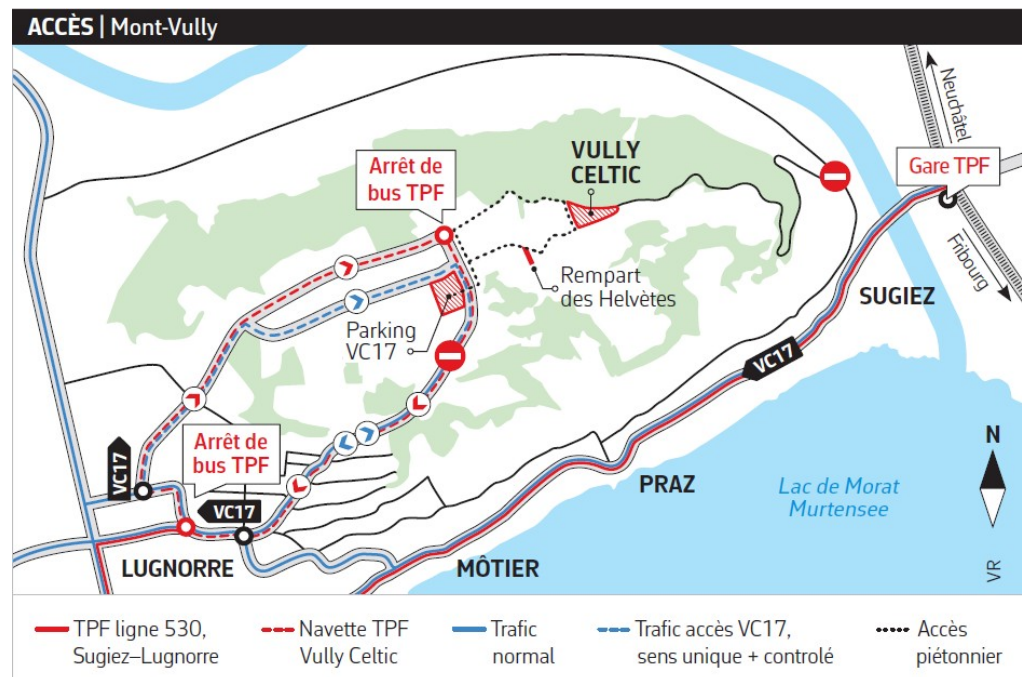 ACCÈS | Mont-Vully
Neuchâtel
VULLY
CELTIC
Arrêt de
bus TPF
Gare TPF
Fribourg
Rempart
des Helvètes
SUGIEZ
Parking
VC17
VC17
Arrêt de
bus TPF
VC17
VC17
N
PRAZ
Lac de Morat
Murtensee
LUGNORRE
MÔTIER
VR
TPF ligne 530,
Sugiez–Lugnorre
Navette TPF
Vully Celtic
Trafic
normal
Trafic accès VC17,
sens unique + controlé
Accès
piétonnier